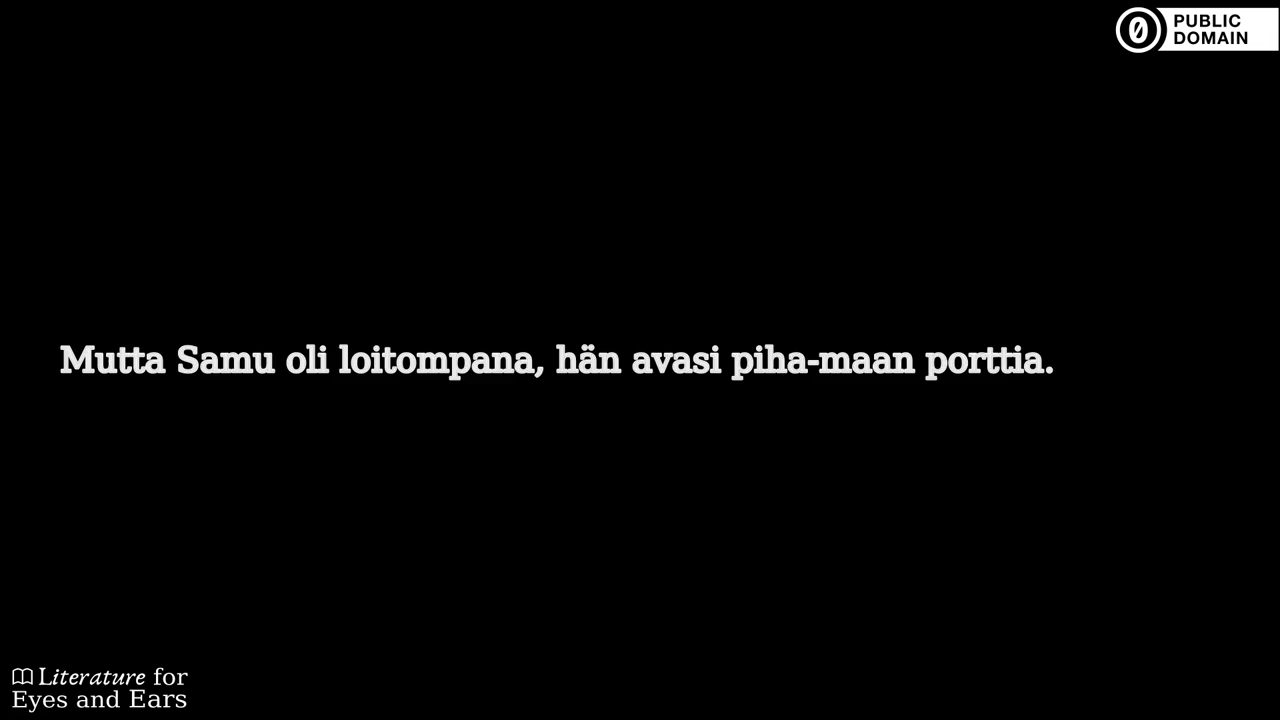 PUBLIC
DOMAIN
Mutta Samu oli loitompana, hän avasi piha-maan porttia.
Literature for
Eyes and Ears